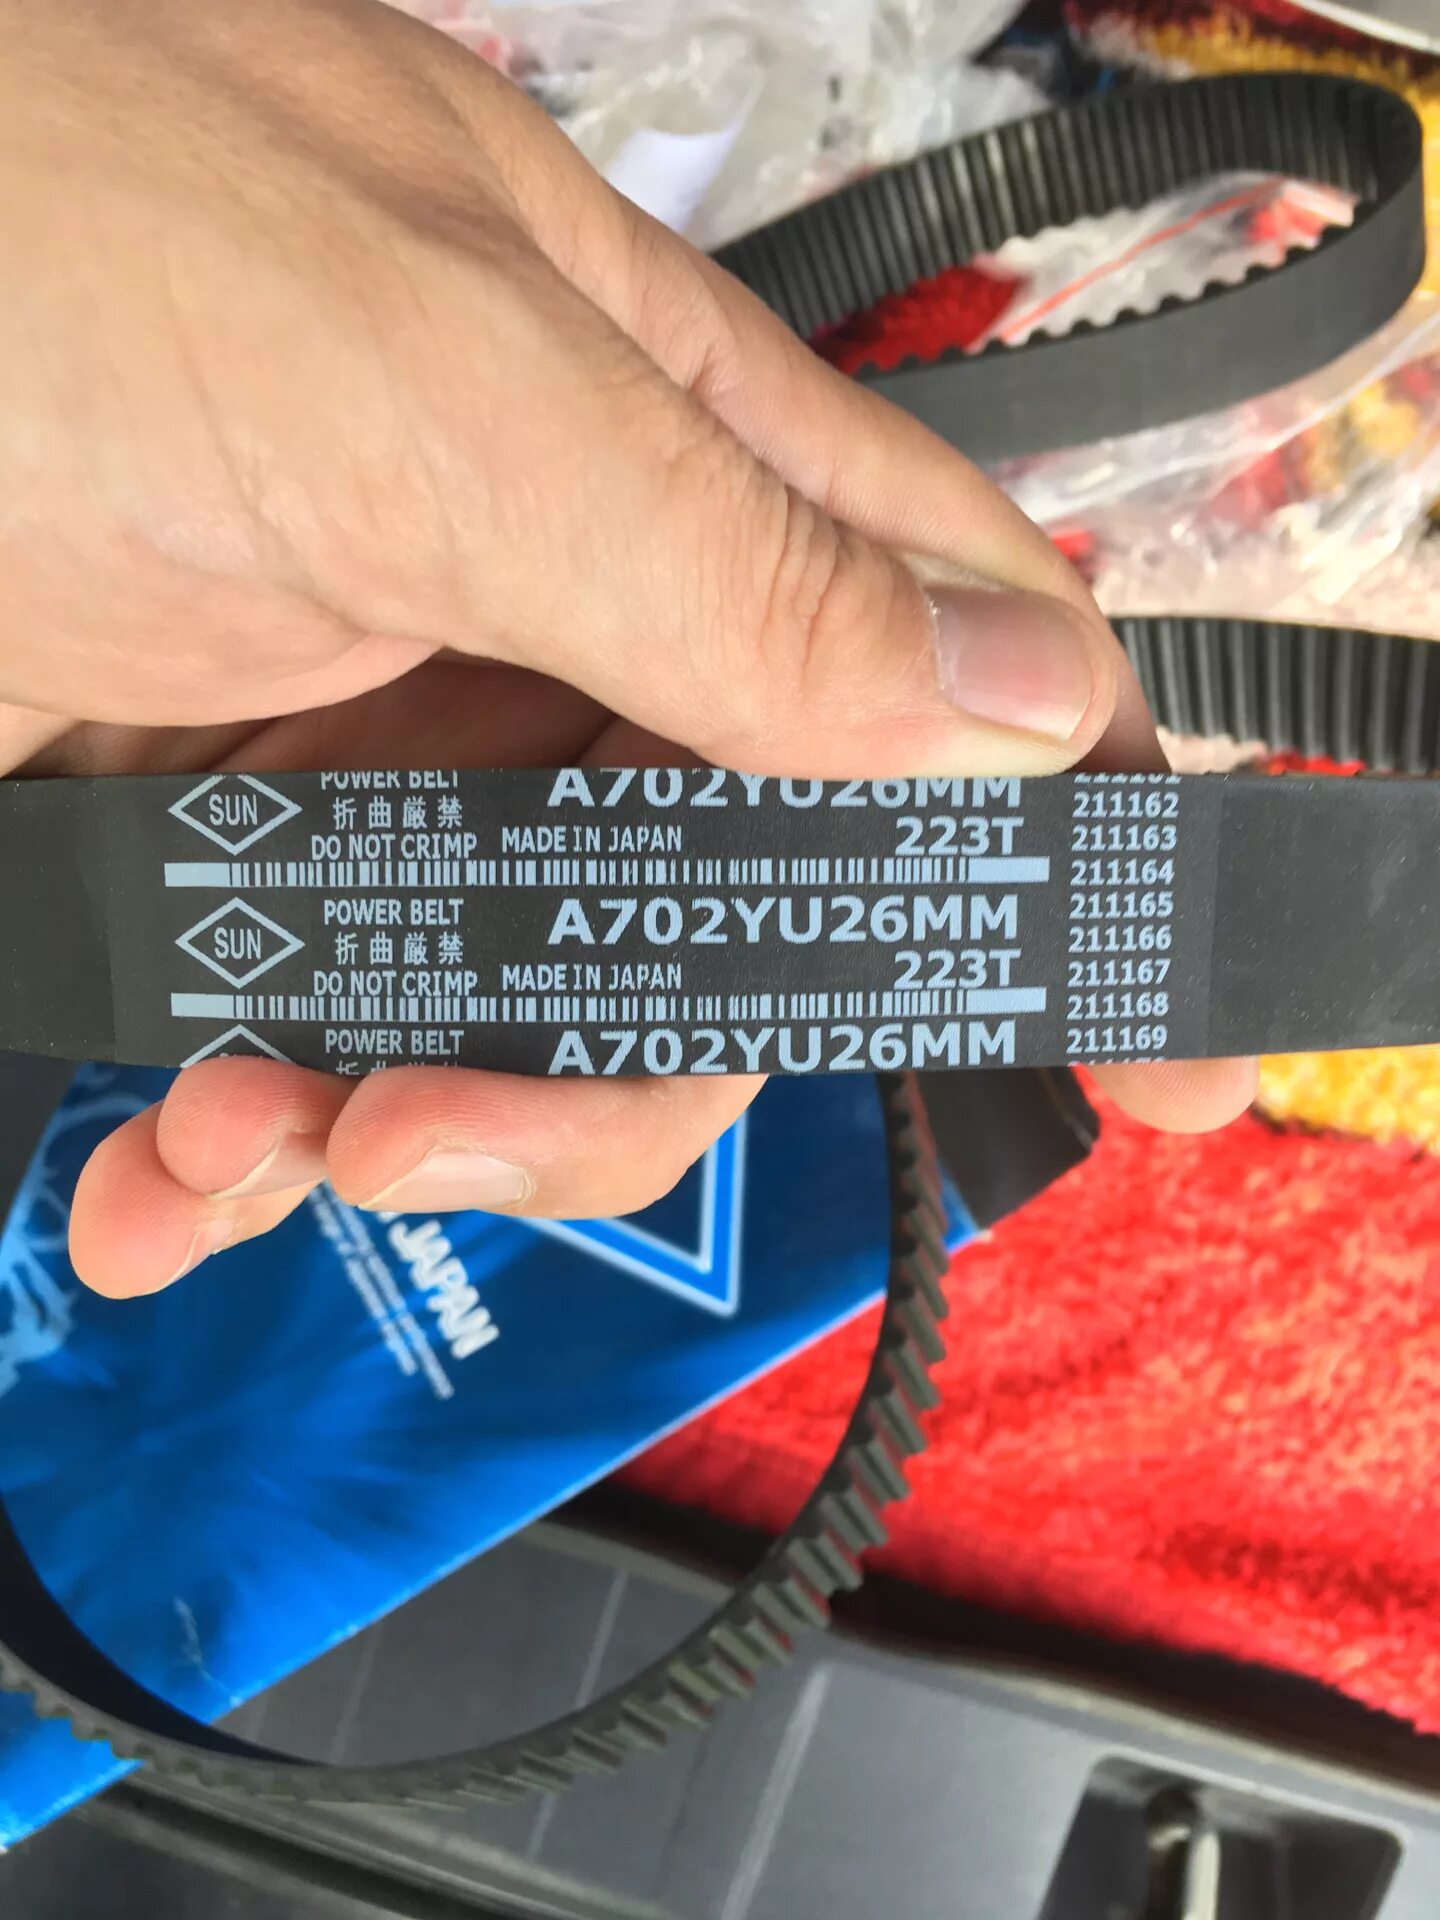 POWER BELT
A702YU26MM
SUN
折曲厳禁
DO NOT CRIMP
MADE IN JAPAN
223T
POWER BELT
A702YU26MM
SUN
折曲厳禁
DO NOT CRIMP
MADE IN JAPAN
223T
POWER BELT
A702YU26MM
211161
211162
211163
211164
211165
211166
211167
211168
211169
JAPAN